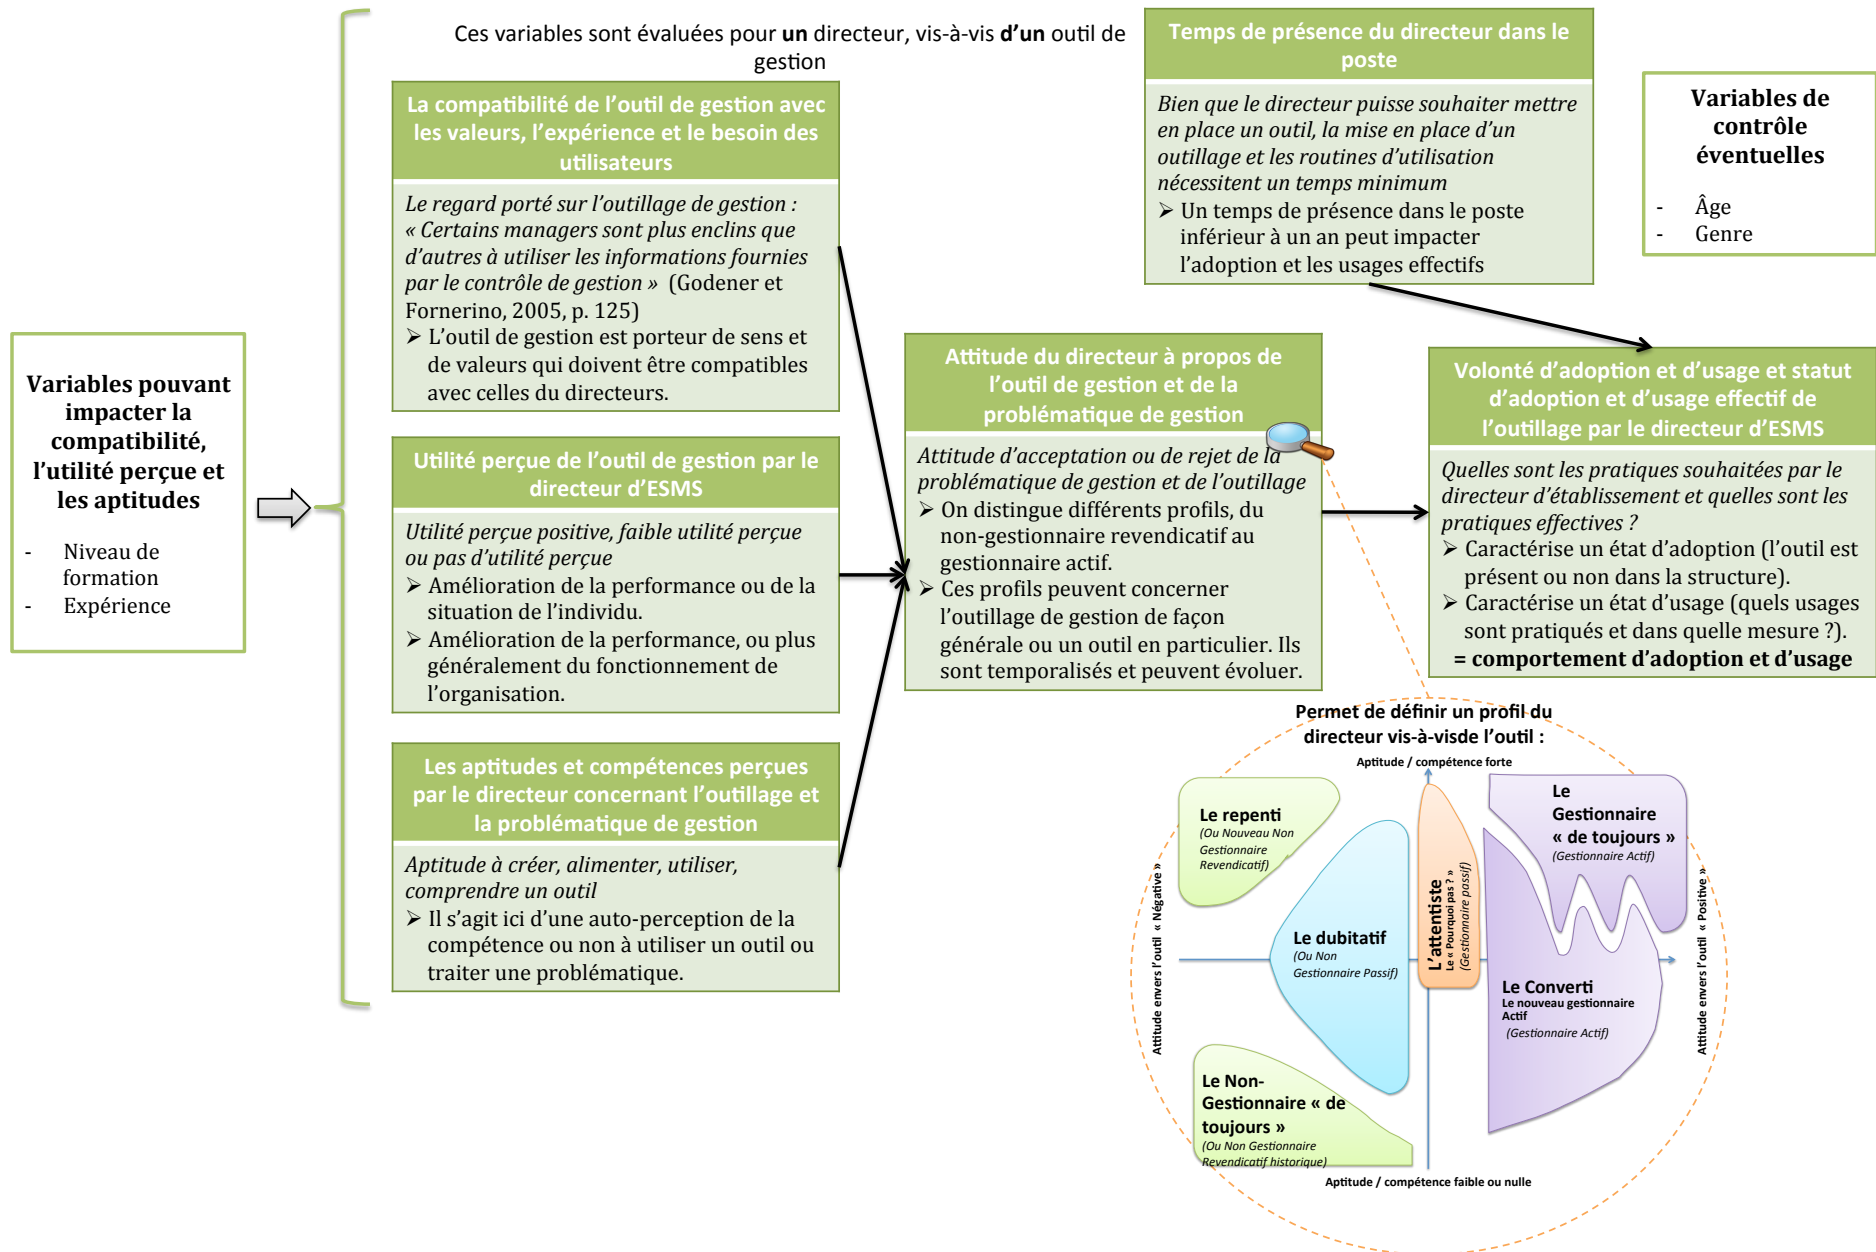 Ces variables sont évaluées pour un directeur, vis-à-vis d'un outil de
gestion
Variables pouvant
impacter la
compatibilité,
l'utilité perçue et
les aptitudes
- Niveau de
formation
- Expérience
La compatibilité de l'outil de gestion avec
les valeurs, l'expérience et le besoin des
utilisateurs
Le regard porté sur l'outillage de gestion :
« Certains managers sont plus enclins que
d'autres à utiliser les informations fournies
par le contrôle de gestion » (Godener et
Fornerino, 2005, p. 125)
➢ L'outil de gestion est porteur de sens et
de valeurs qui doivent être compatibles
avec celles du directeurs.
Utilité perçue de l'outil de gestion par le
directeur d'ESMS
Utilité perçue positive, faible utilité perçue
ou pas d'utilité perçue
➢ Amélioration de la performance ou de la
situation de l'individu.
➢ Amélioration de la performance, ou plus
généralement du fonctionnement de
l'organisation.
Les aptitudes et compétences perçues
par le directeur concernant l'outillage et
la problématique de gestion
Aptitude à créer, alimenter, utiliser,
comprendre un outil
➢ Il s'agit ici d'une auto-perception de la
compétence ou non à utiliser un outil ou
traiter une problématique.
Attitude du directeur à propos de
l'outil de gestion et de la
problématique de gestion
Attitude d'acceptation ou de rejet de la
problématique de gestion et de l'outillage
➢ On distingue différents profils, du
non-gestionnaire revendicatif au
gestionnaire actif.
➢ Ces profils peuvent concerner
l'outillage de gestion de façon
générale ou un outil en particulier. Ils
sont temporalisés et peuvent évoluer.
Temps de présence du directeur dans le
poste
Bien que le directeur puisse souhaiter mettre
en place un outil, la mise en place d'un
outillage et les routines d'utilisation
nécessitent un temps minimum
➢ Un temps de présence dans le poste
inférieur à un an peut impacter
l'adoption et les usages effectifs
Variables de
contrôle
éventuelles
- Âge
- Genre
Volonté d'adoption et d'usage et statut
d'adoption et d'usage effectif de
l'outillage par le directeur d'ESMS
Quelles sont les pratiques souhaitées par le
directeur d'établissement et quelles sont les
pratiques effectives ?
➢ Caractérise un état d'adoption (l'outil est
présent ou non dans la structure).
➢ Caractérise un état d'usage (quels usages
sont pratiqués et dans quelle mesure ?).
= comportement d'adoption et d'usage
Permet de définir un profil du
directeur vis-à-visde l'outil :
Aptitude / compétence forte
Attitude envers l'outil « Négative »
Le repenti
(Ou Nouveau Non
Gestionnaire
Revendicatif)
Le dubitatif
(Ou Non
Gestionnaire Passif)
L'attentiste
Le « Pourquoi pas ? »
(Gestionnaire passif)
Le
Gestionnaire
« de toujours »
(Gestionnaire Actif)
Le Converti
Le nouveau gestionnaire
Actif
(Gestionnaire Actif)
Le Non-
Gestionnaire « de
toujours »
(Ou Non Gestionnaire
Revendicatif historique)
Attitude envers l'outil « Positive »
Aptitude / compétence faible ou nulle